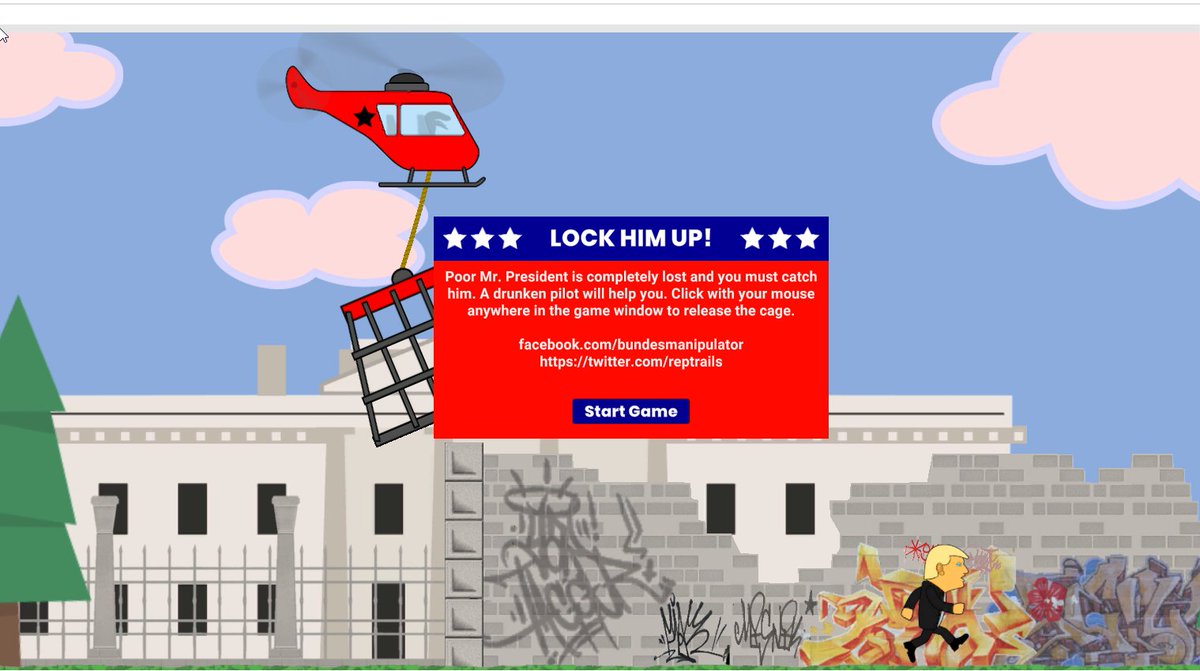 LOCK HIM UP!
Poor Mr. President is completely lost and you must catch
him. A drunken pilot will help you. Click with your mouse
anywhere in the game window to release the cage.
facebook.com/bundesmanipulator
https://twitter.com/reptrails
Start Game